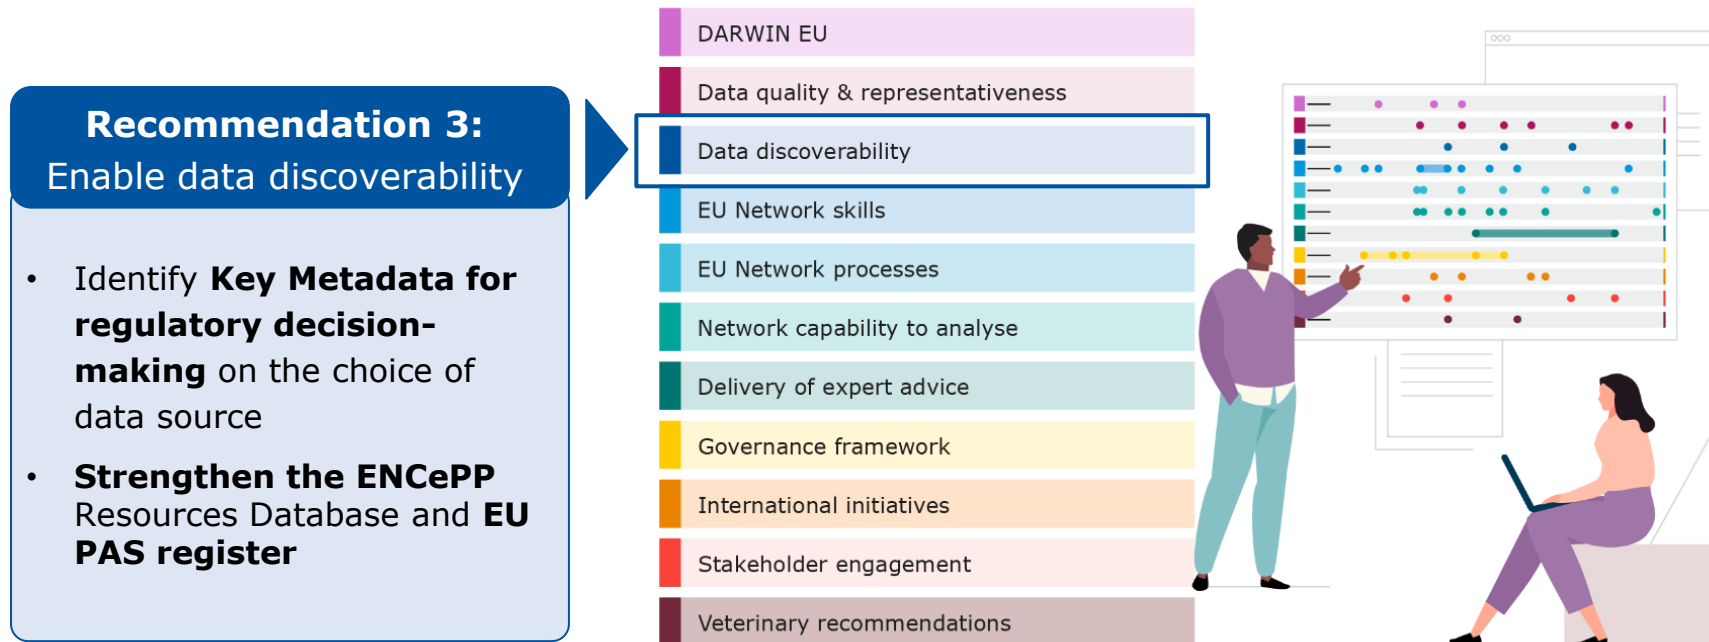 Recommendation 3:
Enable data discoverability
• Identify Key Metadata for
regulatory decision-
making on the choice of
data source
• Strengthen the ENCePP
Resources Database and EU
PAS register
DARWIN EU
Data quality & representativeness
Data discoverability
EU Network skills
EU Network processes
Network capability to analyse
Delivery of expert advice
Governance framework
International initiatives
Stakeholder engagement
Veterinary recommendations